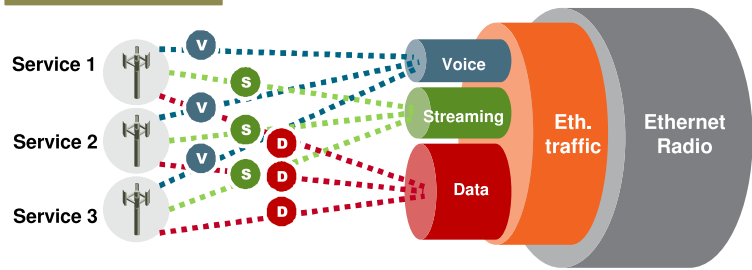 Service 1
Service 2
Service 3
V
S
V
S
D
V
S
D
D
Voice
Streaming
Data
Eth.
traffic
Ethernet
Radio